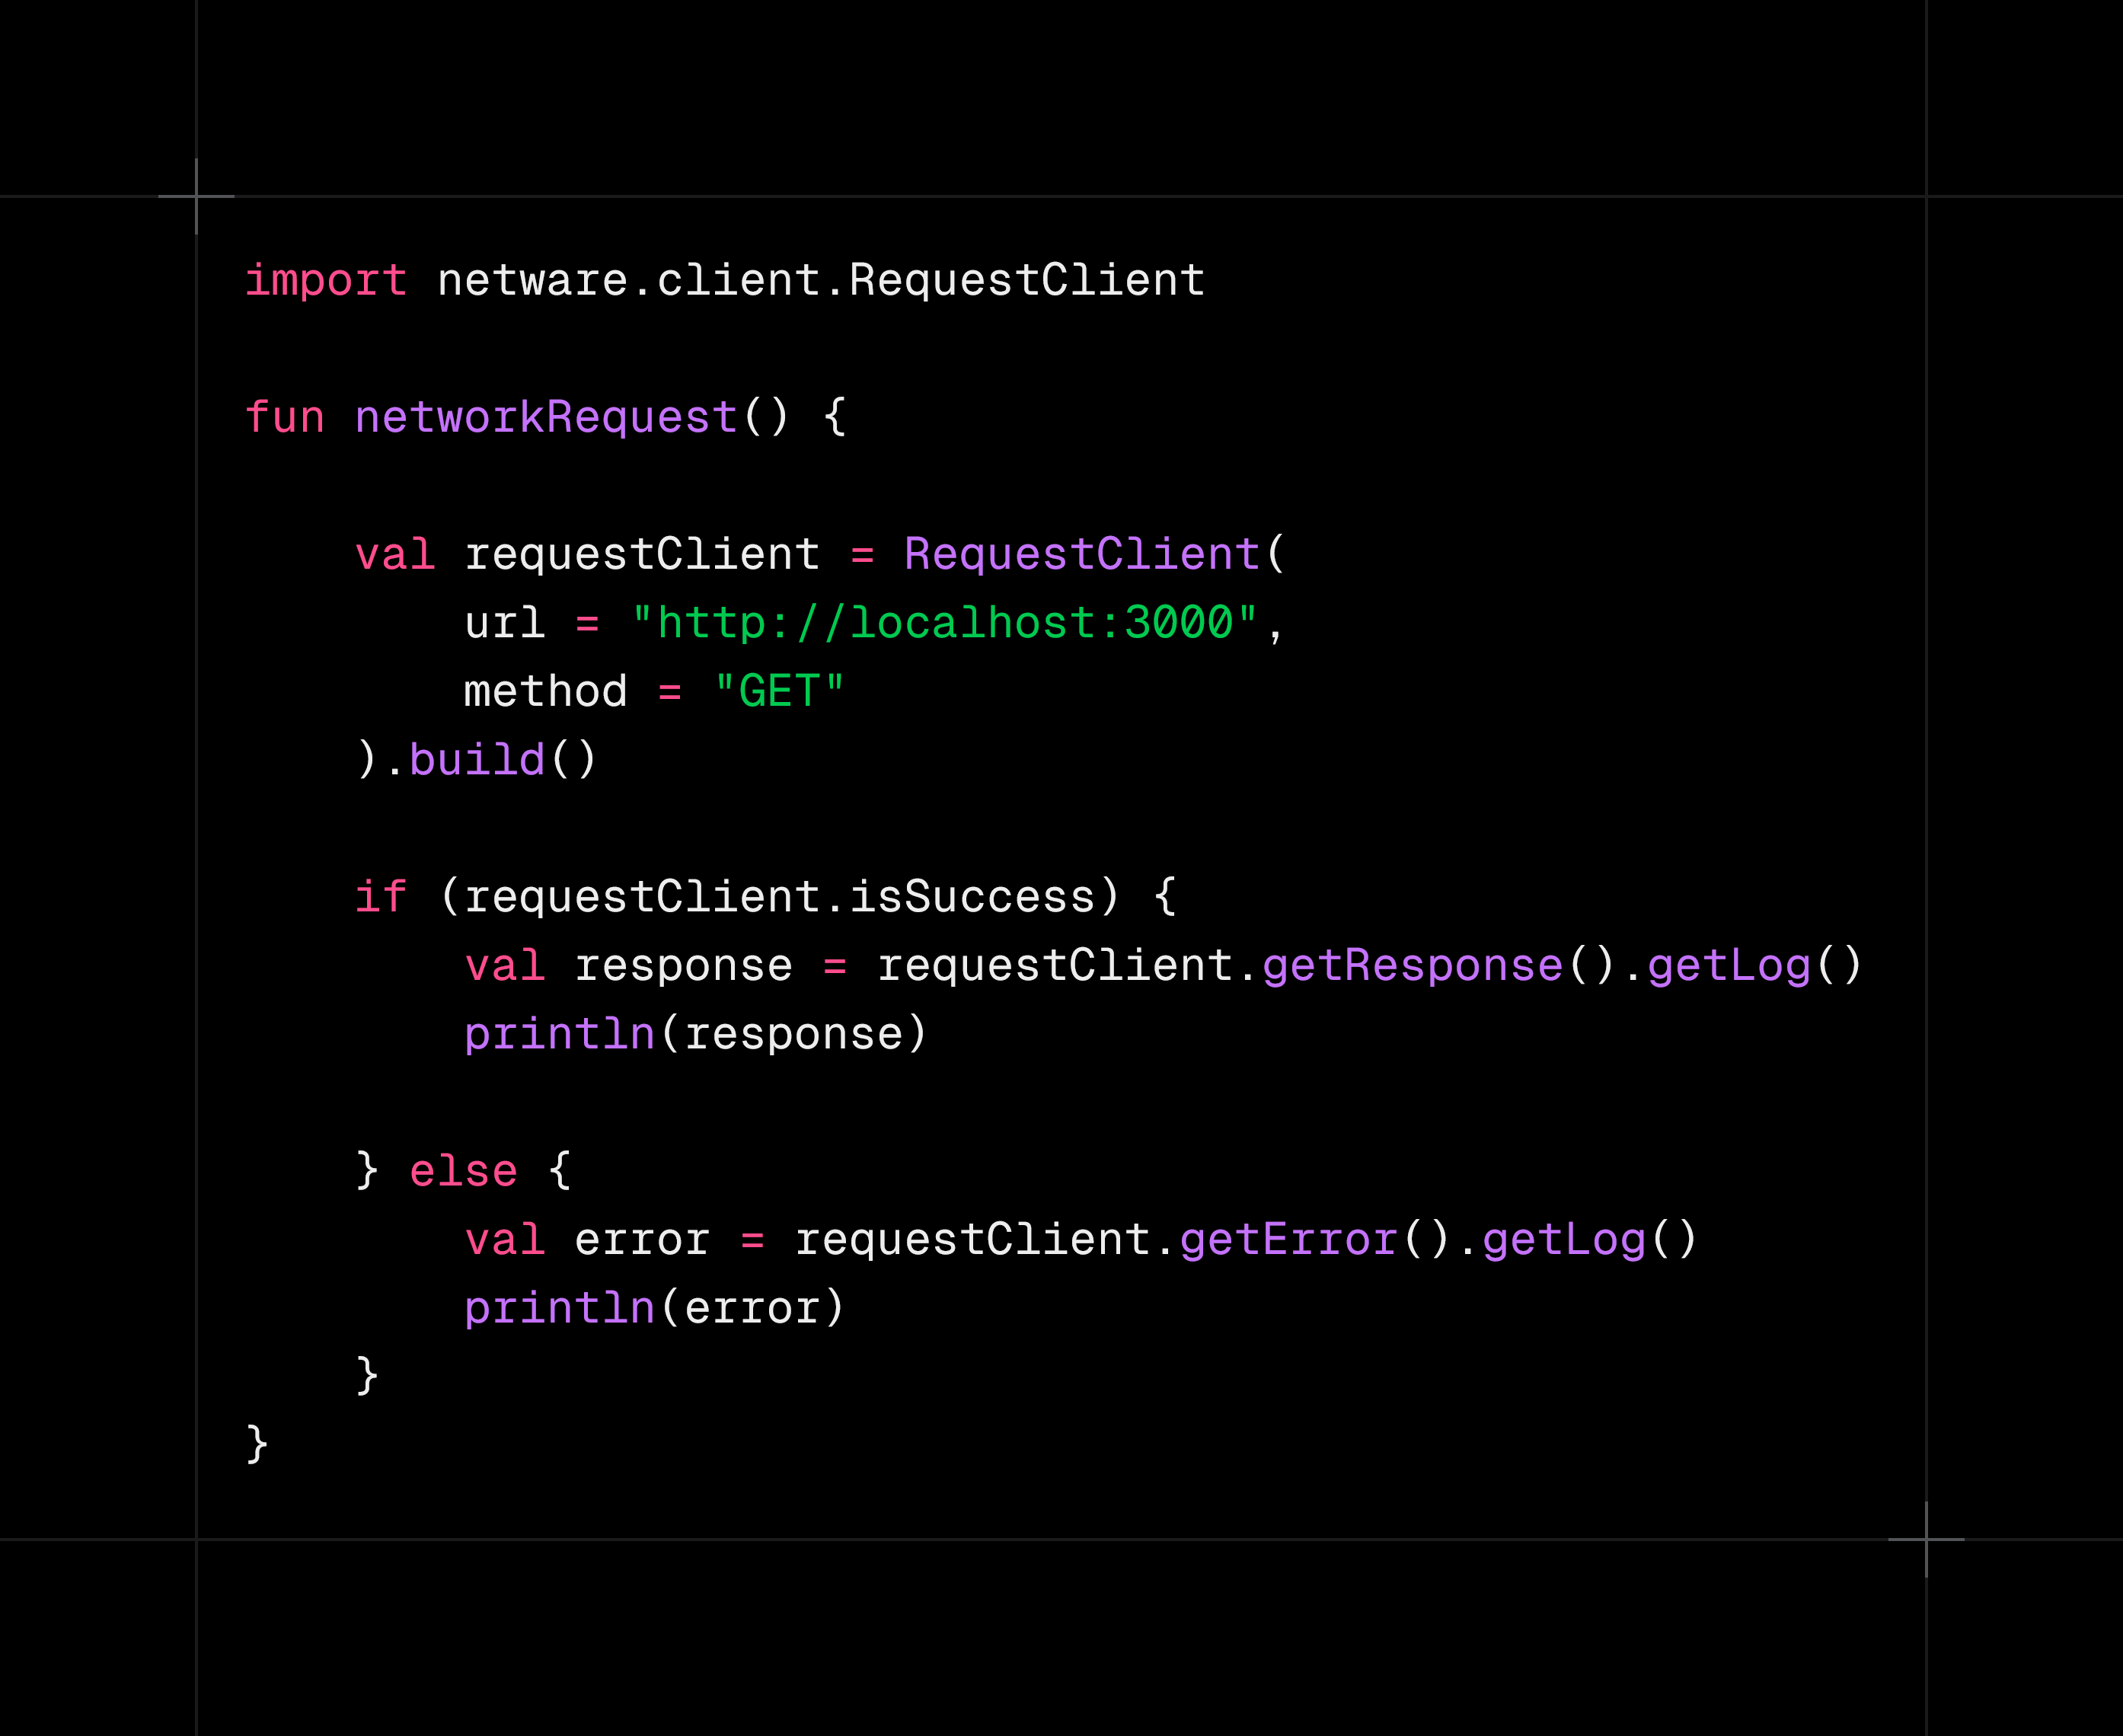 import netware.client.RequestClient

fun networkRequest() {

    val requestClient = RequestClient(
        url = "http://localhost:3000",
        method = "GET"
    ).build()

    if (requestClient.isSuccess) {
        val response = requestClient.getResponse().getLog()
        println(response)

    } else {
        val error = requestClient.getError().getLog()
        println(error)
    }
}